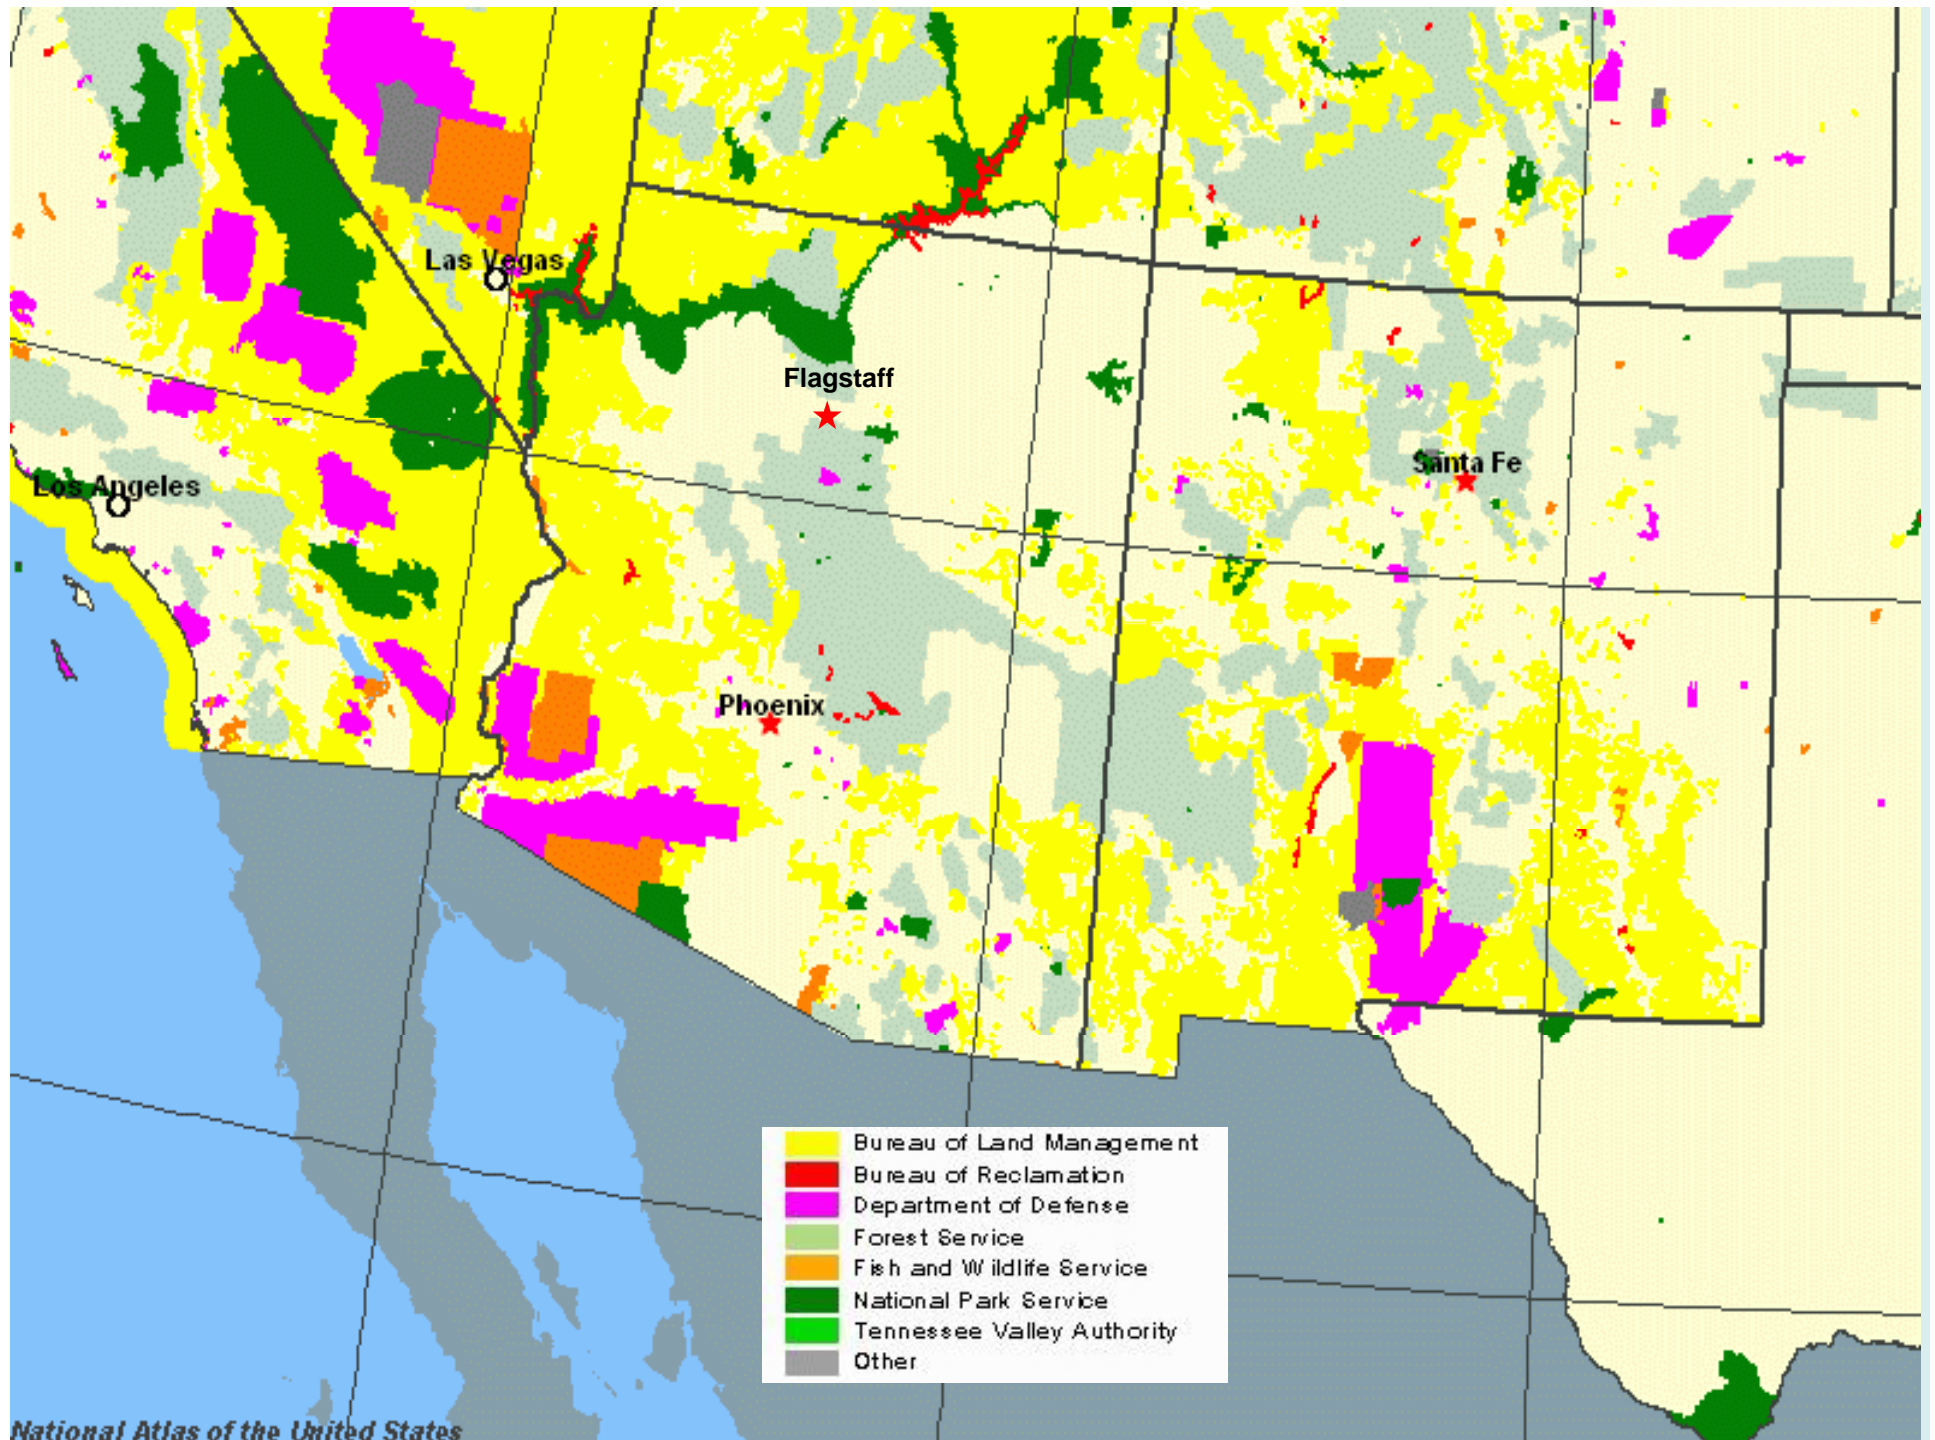 Las Vegas
Flagstaff
Santa Fe
Los Angeles
Phoenix
Bureau of Land Management
Bureau of Reclamation
Department of Defense
Forest Service
Fish and Wildlife Service
National Park Service
Tennessee Valley Authority
Other
National Atlas of the United States